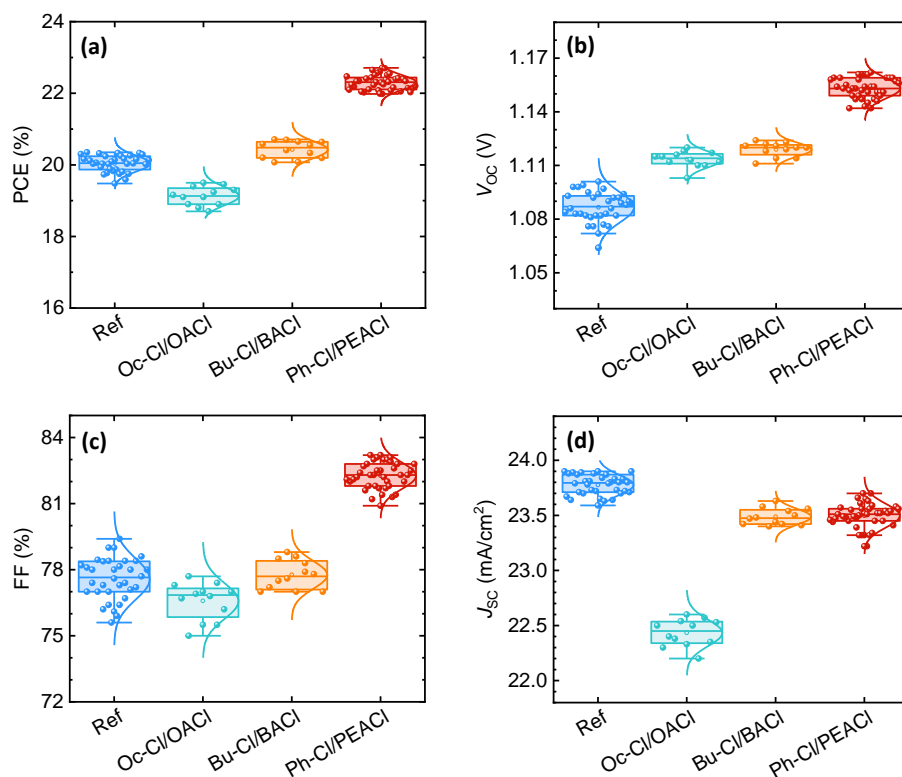 (a)
PCE (%)
24
22
20
18
16
Ref
Oc-Cl/OACl
Bu-Cl/BACl
Ph-Cl/PEACl
(b)
VOC (V)
1.17
1.14
1.11
1.08
1.05
Ref
Oc-Cl/OACl
Bu-Cl/BACl
Ph-Cl/PEACl
(c)
FF (%)
84
81
78
75
72
Ref
Oc-Cl/OACl
Bu-Cl/BACl
Ph-Cl/PEACl
(d)
JSC (mA/cm²)
24.0
23.5
23.0
22.5
22.0
Ref
Oc-Cl/OACl
Bu-Cl/BACl
Ph-Cl/PEACl